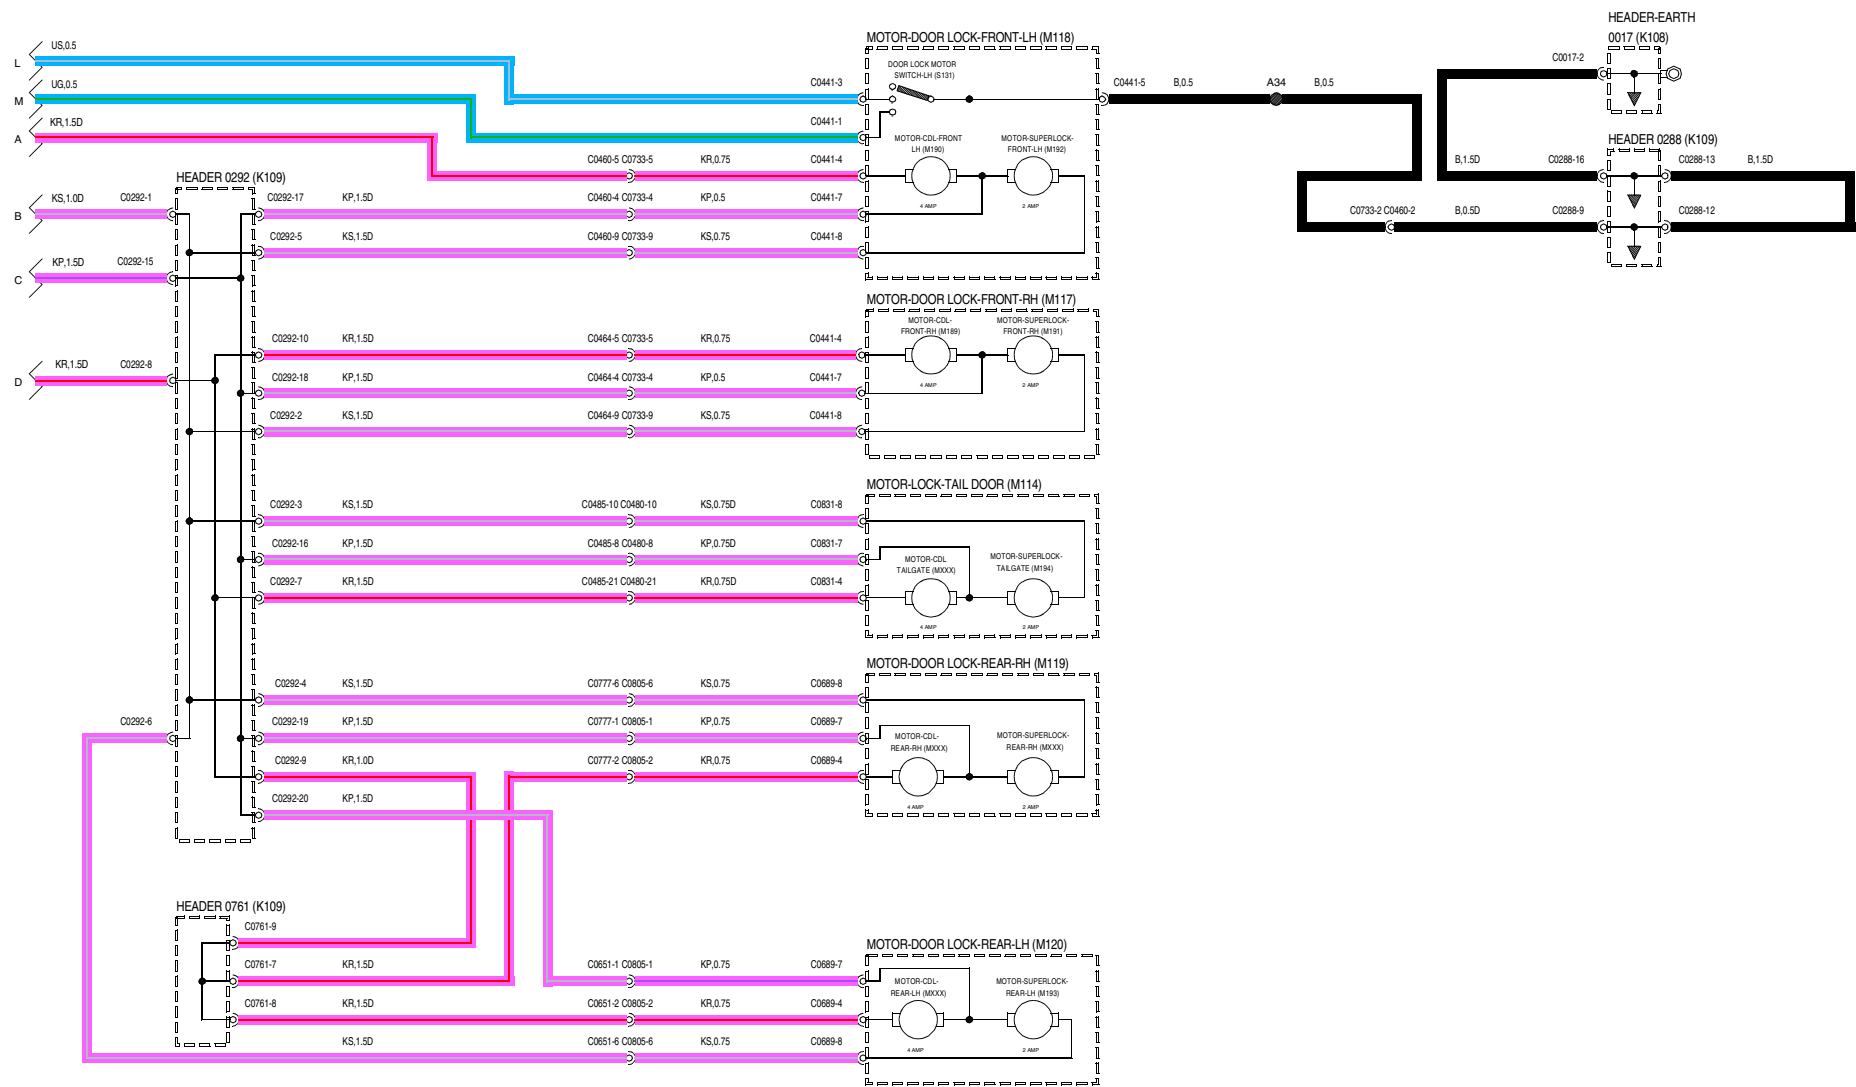 HEADER-EARTH
0017 (K108)
MOTOR-DOOR LOCK-FRONT-LH (M118)
US,0.5
C0017-2
L
DOOR LOCK MOTOR
SWITCH-LH (S131)
UG,0.5
C0441-3
C0441-5
B,0.5
A34
B,0.5
M
KR,1.5D
C0441-1
A
MOTOR-CDL-FRONT
LH (M190)
MOTOR-SUPERLOCK-
FRONT-LH (M192)
HEADER 0288 (K109)
C0460-5 C0733-5
KR,0.75
C0441-4
B,1.5D
C0288-16
C0288-13
B,1.5D
HEADER 0292 (K109)
KS,1.0D
C0292-1
C0292-17
KP,1.5D
C0460-4 C0733-4
KP,0.5
C0441-7
4 AMP
2 AMP
B
C0733-2 C0460-2
B,0.5D
C0288-9
C0288-12
C0292-5
KS,1.5D
C0460-9 C0733-9
KS,0.75
C0441-8
KP,1.5D
C0292-15
C
MOTOR-DOOR LOCK-FRONT-RH (M117)
MOTOR-CDL-
FRONT-RH (M189)
MOTOR-SUPERLOCK-
FRONT-RH (M191)
C0292-10
KR,1.5D
C0464-5 C0733-5
KR,0.75
C0441-4
KR,1.5D
C0292-8
D
C0292-18
KP,1.5D
C0464-4 C0733-4
KP,0.5
C0441-7
4 AMP
2 AMP
C0292-2
KS,1.5D
C0464-9 C0733-9
KS,0.75
C0441-8
MOTOR-LOCK-TAIL DOOR (M114)
C0292-3
KS,1.5D
C0485-10 C0480-10
KS,0.75D
C0831-8
C0292-16
KP,1.5D
C0485-8 C0480-8
KP,0.75D
C0831-7
MOTOR-CDL
TAILGATE (MXXX)
MOTOR-SUPERLOCK-
TAILGATE (M194)
C0292-7
KR,1.5D
C0485-21 C0480-21
KR,0.75D
C0831-4
4 AMP
2 AMP
MOTOR-DOOR LOCK-REAR-RH (M119)
C0292-4
KS,1.5D
C0777-6 C0805-6
KS,0.75
C0689-8
C0292-6
C0292-19
KP,1.5D
C0777-1 C0805-1
KP,0.75
C0689-7
MOTOR-CDL-
REAR-RH (MXXX)
MOTOR-SUPERLOCK-
REAR-RH (MXXX)
C0292-9
KR,1.0D
C0777-2 C0805-2
KR,0.75
C0689-4
C0292-20
KP,1.5D
4 AMP
2 AMP
HEADER 0761 (K109)
C0761-9
MOTOR-DOOR LOCK-REAR-LH (M120)
C0761-7
KR,1.5D
C0651-1 C0805-1
KP,0.75
C0689-7
MOTOR-CDL-
REAR-LH (MXXX)
MOTOR-SUPERLOCK-
REAR-LH (M193)
C0761-8
KR,1.5D
C0651-2 C0805-2
KR,0.75
C0689-4
KS,1.5D
C0651-6 C0805-6
KS,0.75
C0689-8
4 AMP
2 AMP